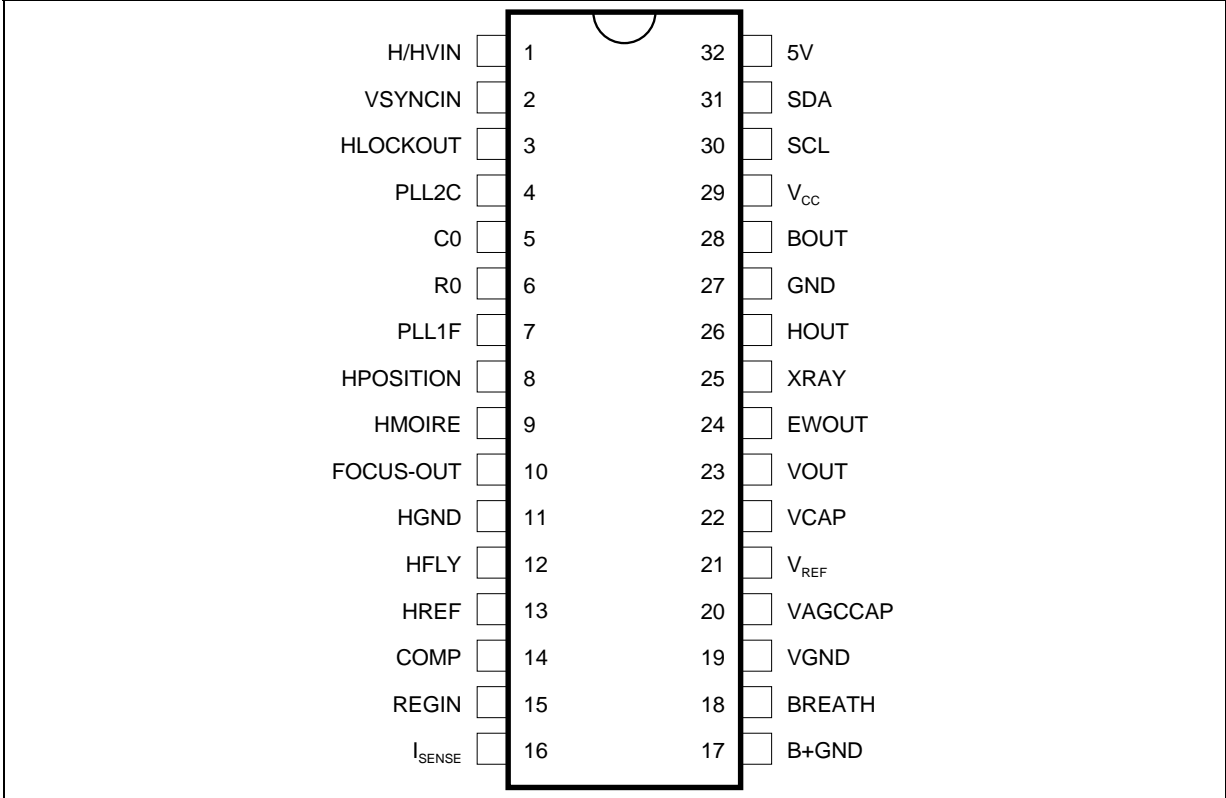 H/HVIN 1 32 5V
VSYNCIN 2 31 SDA
HLOCKOUT 3 30 SCL
PLL2C 4 29 VCC
C0 5 28 BOUT
R0 6 27 GND
PLL1F 7 26 HOUT
HPOSITION 8 25 XRAY
HMOIRE 9 24 EWOUT
FOCUS-OUT 10 23 VOUT
HGND 11 22 VCAP
HFLY 12 21 VREF
HREF 13 20 VAGCCAP
COMP 14 19 VGND
REGIN 15 18 BREATH
ISENSE 16 17 B+GND